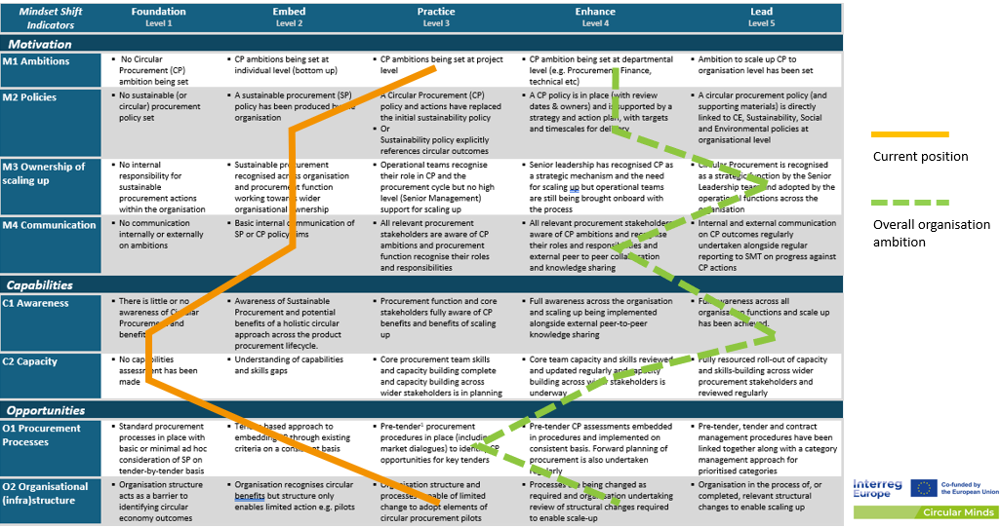 Mindset Shift
Indicators
Foundation
Level 1
Embed
Level 2
Practice
Level 3
Enhance
Level 4
Lead
Level 5
Motivation
M1 Ambitions
▪ No Circular
Procurement (CP)
ambition being set
▪ CP ambitions being set at
individual level (bottom up)
▪ CP ambitions being set at project
level
▪ CP ambition being set at departmental
level (e.g. Procurement, Finance,
technical etc)
▪ Ambition to scale up CP to
organisation level has been set
M2 Policies
▪ No sustainable (or
circular) procurement
policy set
▪ A sustainable procurement (SP)
policy has been produced by the
organisation
▪ A Circular Procurement (CP)
policy and actions have replaced
the initial sustainability policy
▪ Or
Sustainability policy explicitly
references circular outcomes
▪ A CP policy is in place (with review
dates & owners) and is supported by a
strategy and action plan, with targets
and timescales for delivery
▪ A circular procurement policy (and
supporting materials) is directly
linked to CE, Sustainability, Social
and Environmental policies at
organisational level
M3 Ownership of
scaling up
▪ No internal
responsibility for
sustainable
procurement actions
within the organisation
▪ Sustainable procurement
recognised across organisation
and procurement function
working towards wider
organisational ownership
▪ Operational teams recognise
their role in CP and the
procurement cycle but no high
level (Senior Management)
support for scaling up
▪ Senior leadership has recognised CP as
a strategic mechanism and the need
for scaling up but operational teams
are still being brought onboard with
the process
▪ Circular Procurement is recognised
as a strategic function by the Senior
Leadership team and adopted by the
operational functions across the
organisation
M4 Communication
▪ No communication
internally or externally
on ambitions
▪ Basic internal communication of
SP or CP policy aims
▪ All relevant procurement
stakeholders are aware of CP
ambitions and procurement
function recognise their roles
and responsibilities
▪ All relevant procurement stakeholders
aware of CP ambitions and recognise
their roles and responsibilities and
external peer to peer collaboration
and knowledge sharing
▪ Internal and external communication
on CP outcomes regularly
undertaken alongside regular
reporting to SMT on progress against
CP actions
Capabilities
C1 Awareness
▪ There is little or no
awareness of Circular
Procurement and
benefits
▪ Awareness of Sustainable
Procurement and pontial
benefits of a holistic circular
approach across the product
procurement lifecycle.
▪ Procurement function and core
stakeholders fully aware of CP
benefits and benefits of scaling
up
▪ Full awareness across the organisation
and scaling up being implemented
alongside external peer-to-peer
knowledge sharing
▪ Full awareness across all
organisation functions and scale up
has been achieved.
C2 Capacity
▪ No capabilities
assessment has been
made
▪ Understanding of capabilities
and skills gaps
▪ Core procurement team skills
and capacity building complete
and capacity building across
wider stakeholders is in planning
▪ Core team capacity and skills reviewed
and updated regularly and capacity
building across wider stakeholders is
underway
▪ Fully resourced roll-out of capacity
and skills-building across wider
procurement stakeholders and
reviewed regularly
Opportunities
O1 Procurement
Processes
▪ Standard procurement
processes in place with
basic or minimal ad hoc
consideration of SP on
tender-by-tender basis
▪ Tender based approach to
embedding CP through existing
criteria on a consistent basis
▪ Pre-tender¹ procurement
procedures in place (including
market dialogues) to identify CP
opportunities for key tenders
▪ Pre-tender CP assessments embedded
in procedures and implemented on
consistent basis. Forward planning of
procurement is also undertaken
regularly
▪ Pre-tender, tender and contract
management procedures have been
linked together along with a category
management approach for
prioritised categories
O2 Organisational
(infra)structure
▪ Organisation structure
acts as a barrier to
identifying circular
economy outcomes
▪ Organisation recognises circular
benefits but structure only
enables limited action e.g. pilots
▪ Organisation structure and
processes capable of limited
change to adopt elements of
circular procurement pilots
▪ Processes are being changed as
required and organisation undertaking
review of structural changes required
to enable scale-up
▪ Organisation in the process of, or
completed, relevant structural
changes to enable scaling up
Current position
Overall organisation
ambition
Interreg
Europe
Co-funded by
the European Union
Circular Minds